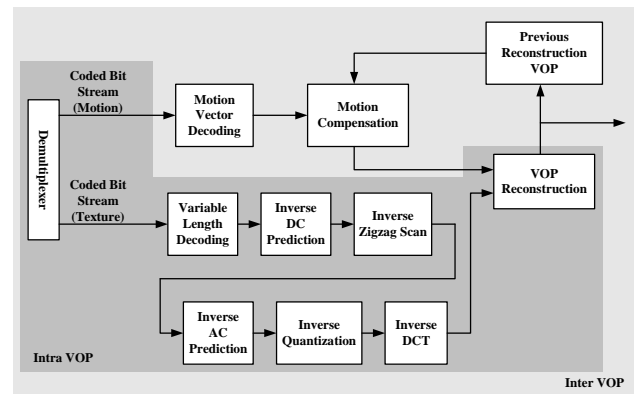 Previous
Reconstruction
VOP
Coded Bit
Stream
(Motion)
Motion
Vector
Decoding
Motion
Compensation
Demultiplexer
VOP
Reconstruction
Coded Bit
Stream
(Texture)
Variable
Length
Decoding
Inverse
DC
Prediction
Inverse
Zigzag Scan
Inverse
AC
Prediction
Inverse
Quantization
Inverse
DCT
Intra VOP
Inter VOP